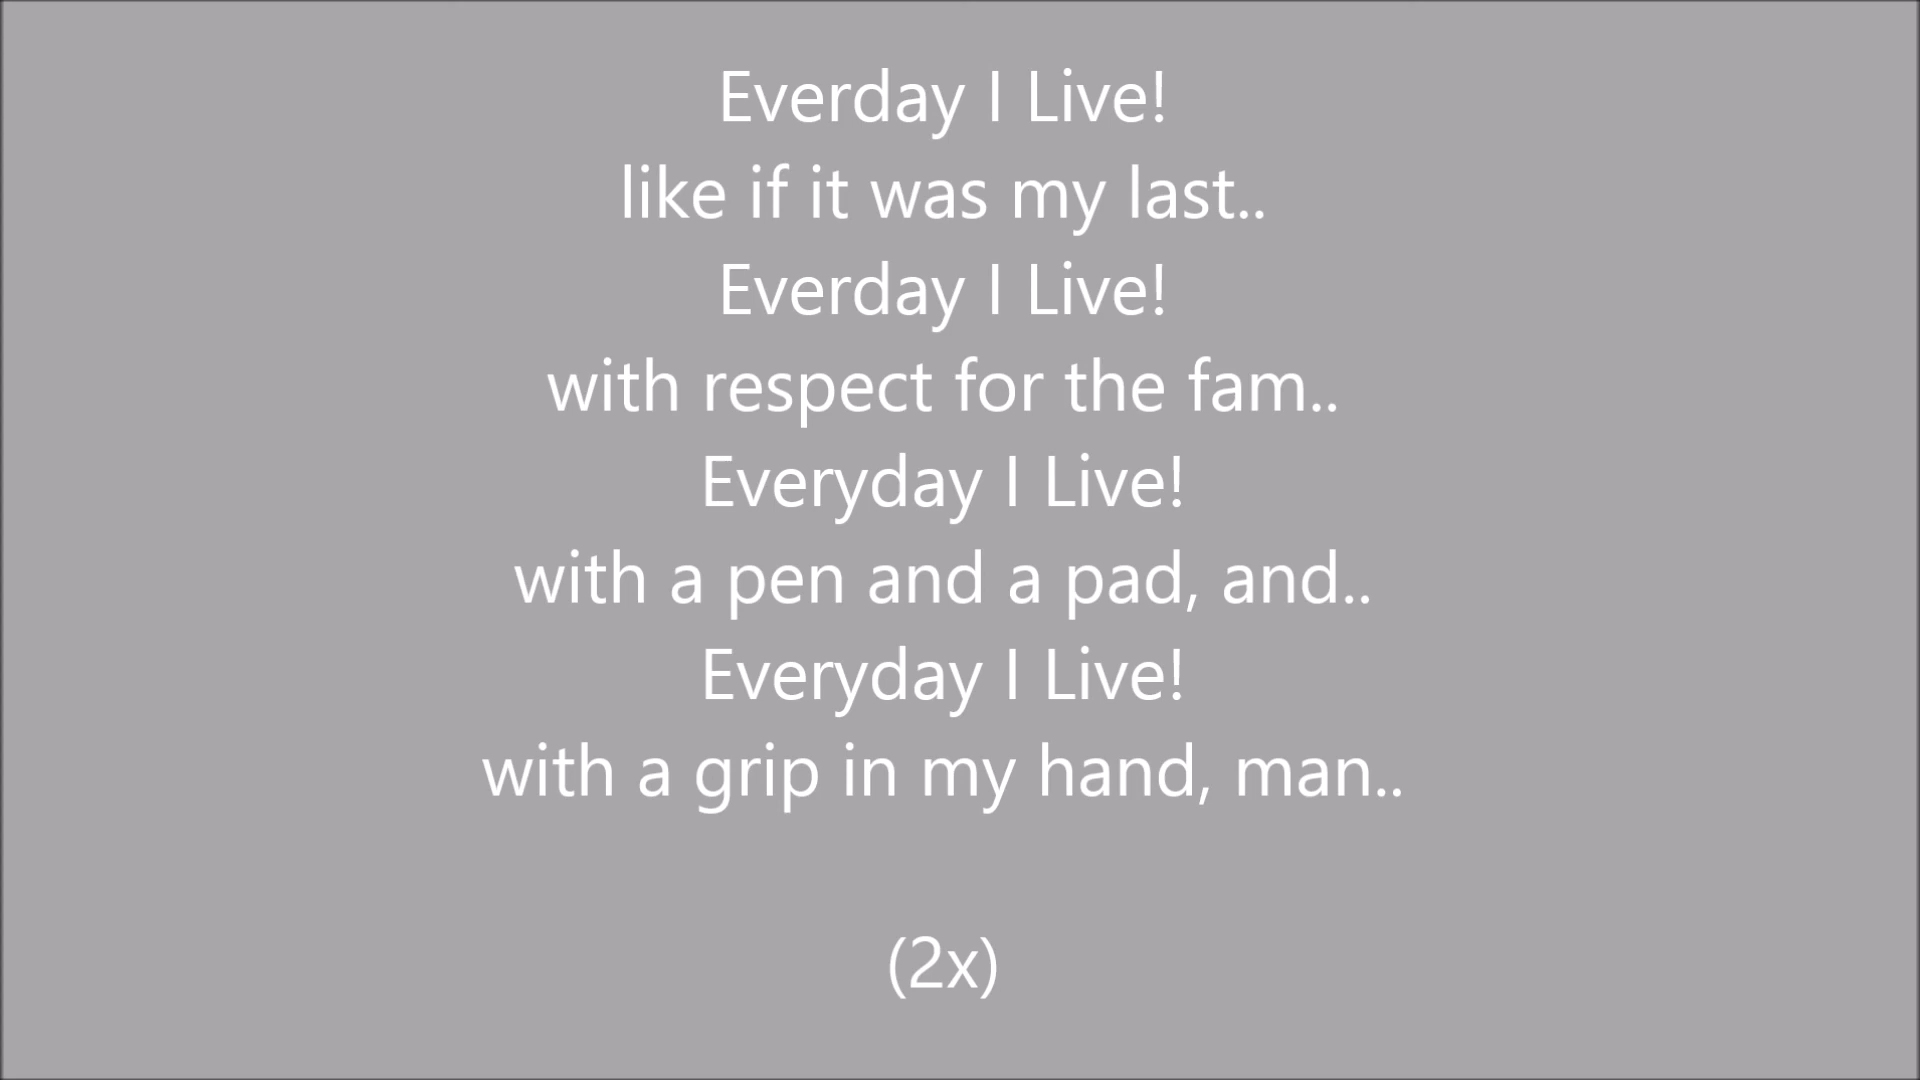 Everday I Live!
like if it was my last..
Everday I Live!
with respect for the fam..
Everyday I Live!
with a pen and a pad, and..
Everyday I Live!
with a grip in my hand, man..
(2x)